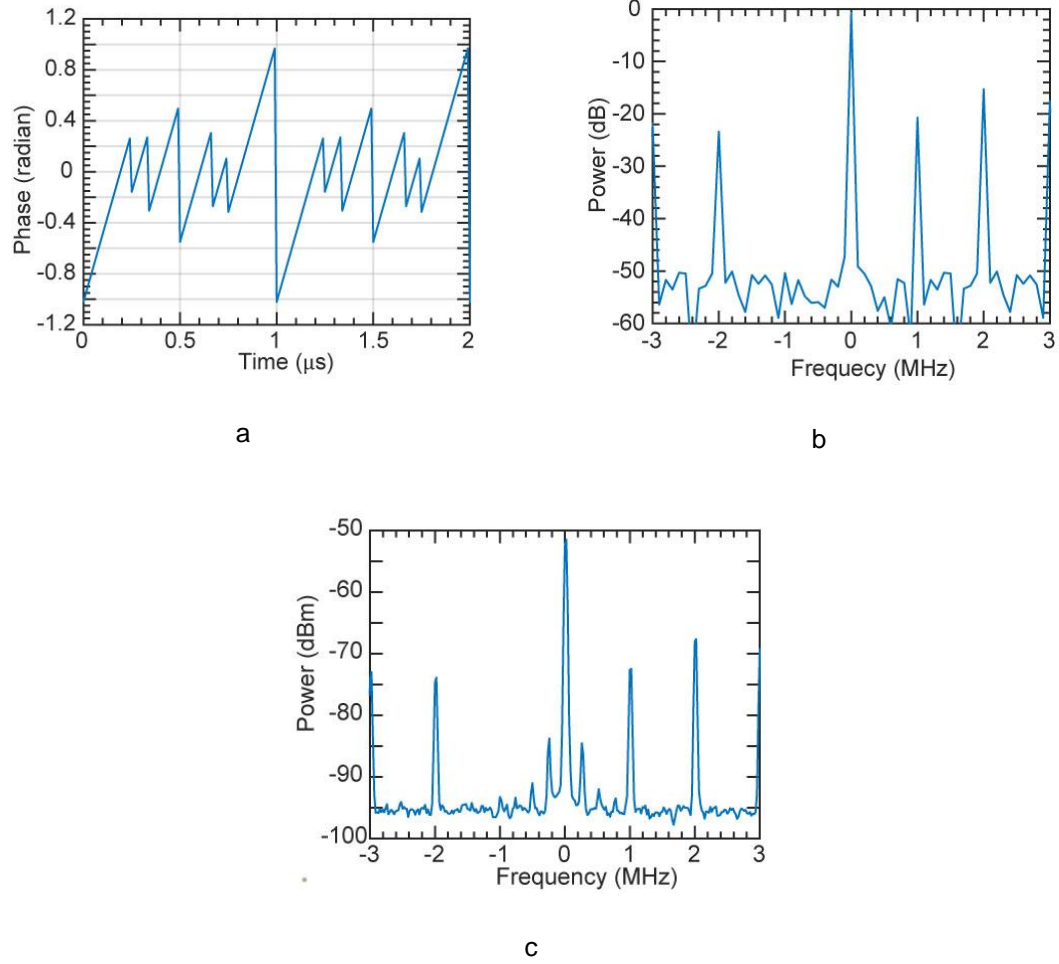 1.2
0.8
0.4
0
-0.4
-0.8
-1.2
Phase (radian)
0 0.5 1 1.5 2
Time (μs)
a
0
-10
-20
-30
-40
-50
-60
Power (dB)
-3 -2 -1 0 1 2 3
Frequecy (MHz)
b
-50
-60
-70
-80
-90
-100
Power (dBm)
-3 -2 -1 0 1 2 3
Frequency (MHz)
c